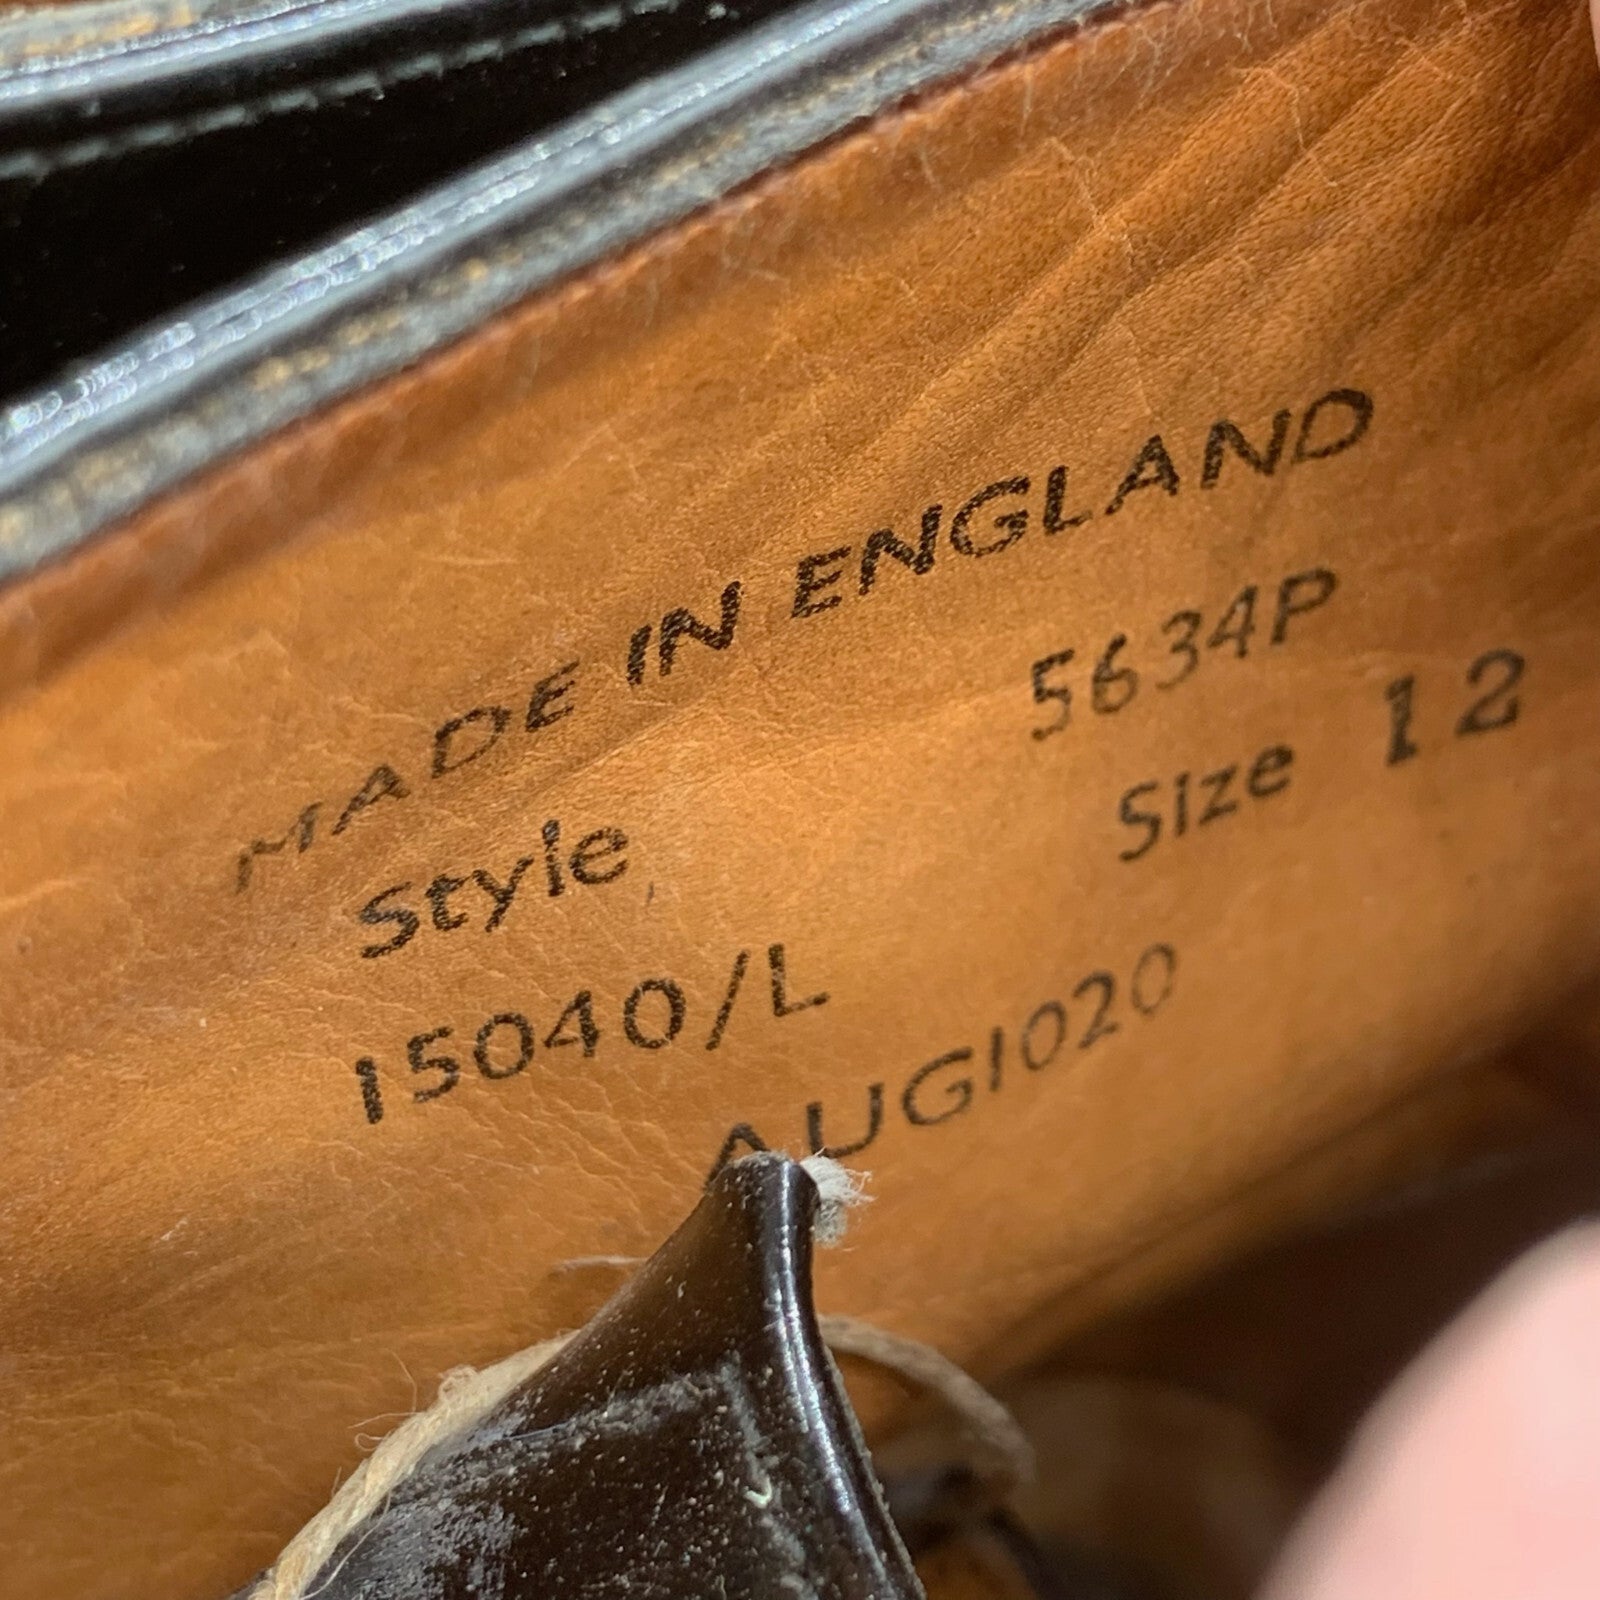 MADE IN ENGLAND
Style 5634P
15040/L Size 12
AUG1020